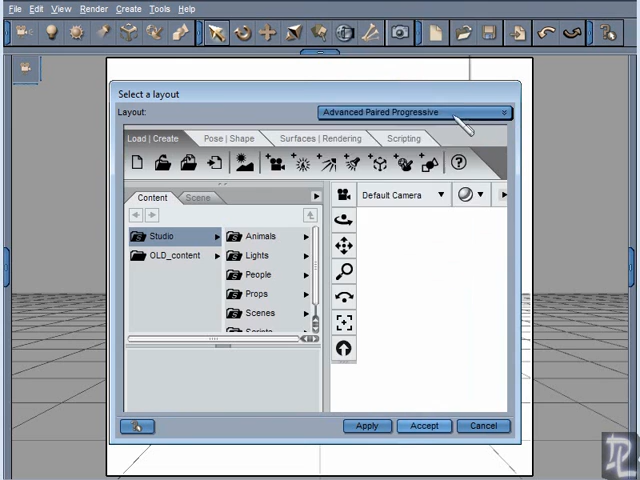 File Edit View Render Create Tools Help
Select a layout
Layout: Advanced Paired Progressive
Load | Create Pose | Shape Surfaces | Rendering Scripting
Content Scene
Default Camera
Studio
OLD_content
Animals
Lights
People
Props
Scenes
Scripts
Apply Accept Cancel